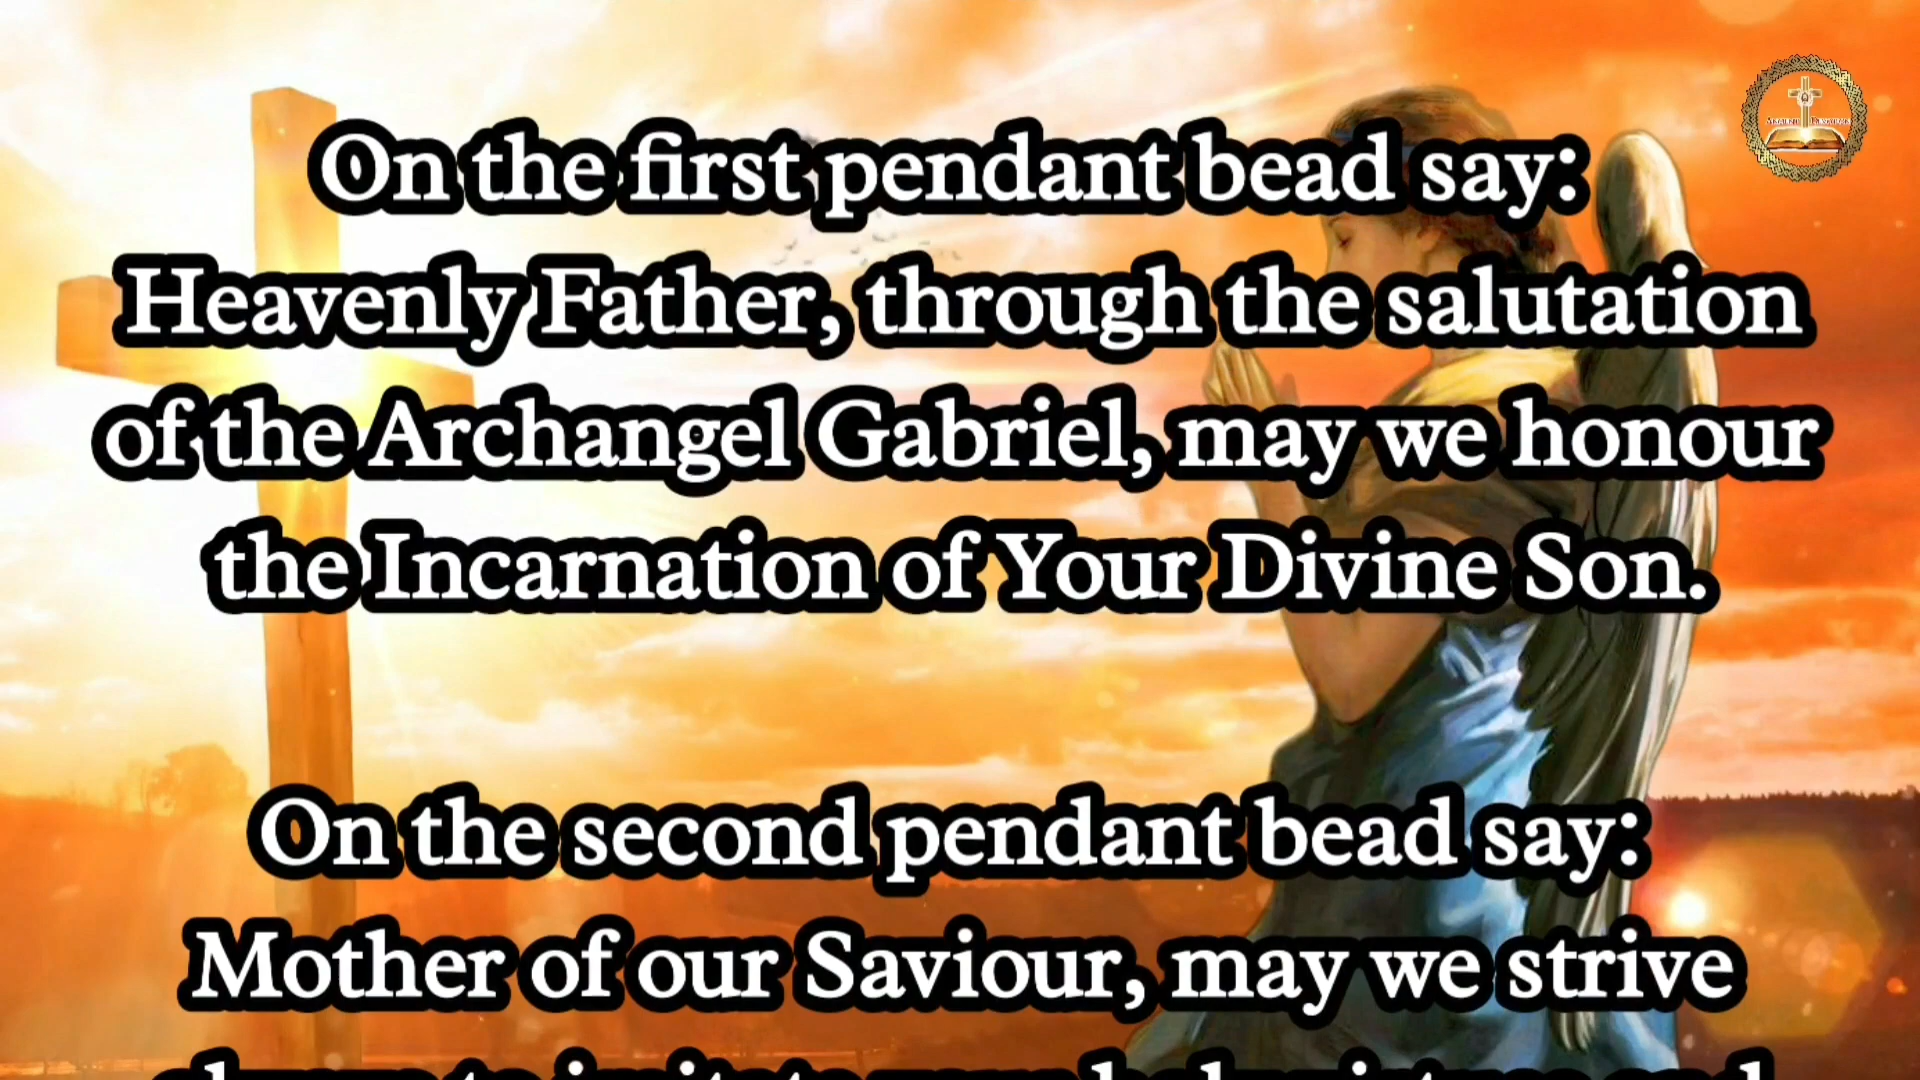 On the first pendant bead say:
Heavenly Father, through the salutation
of the Archangel Gabriel, may we honour
the Incarnation of Your Divine Son.
On the second pendant bead say:
Mother of our Saviour, may we strive